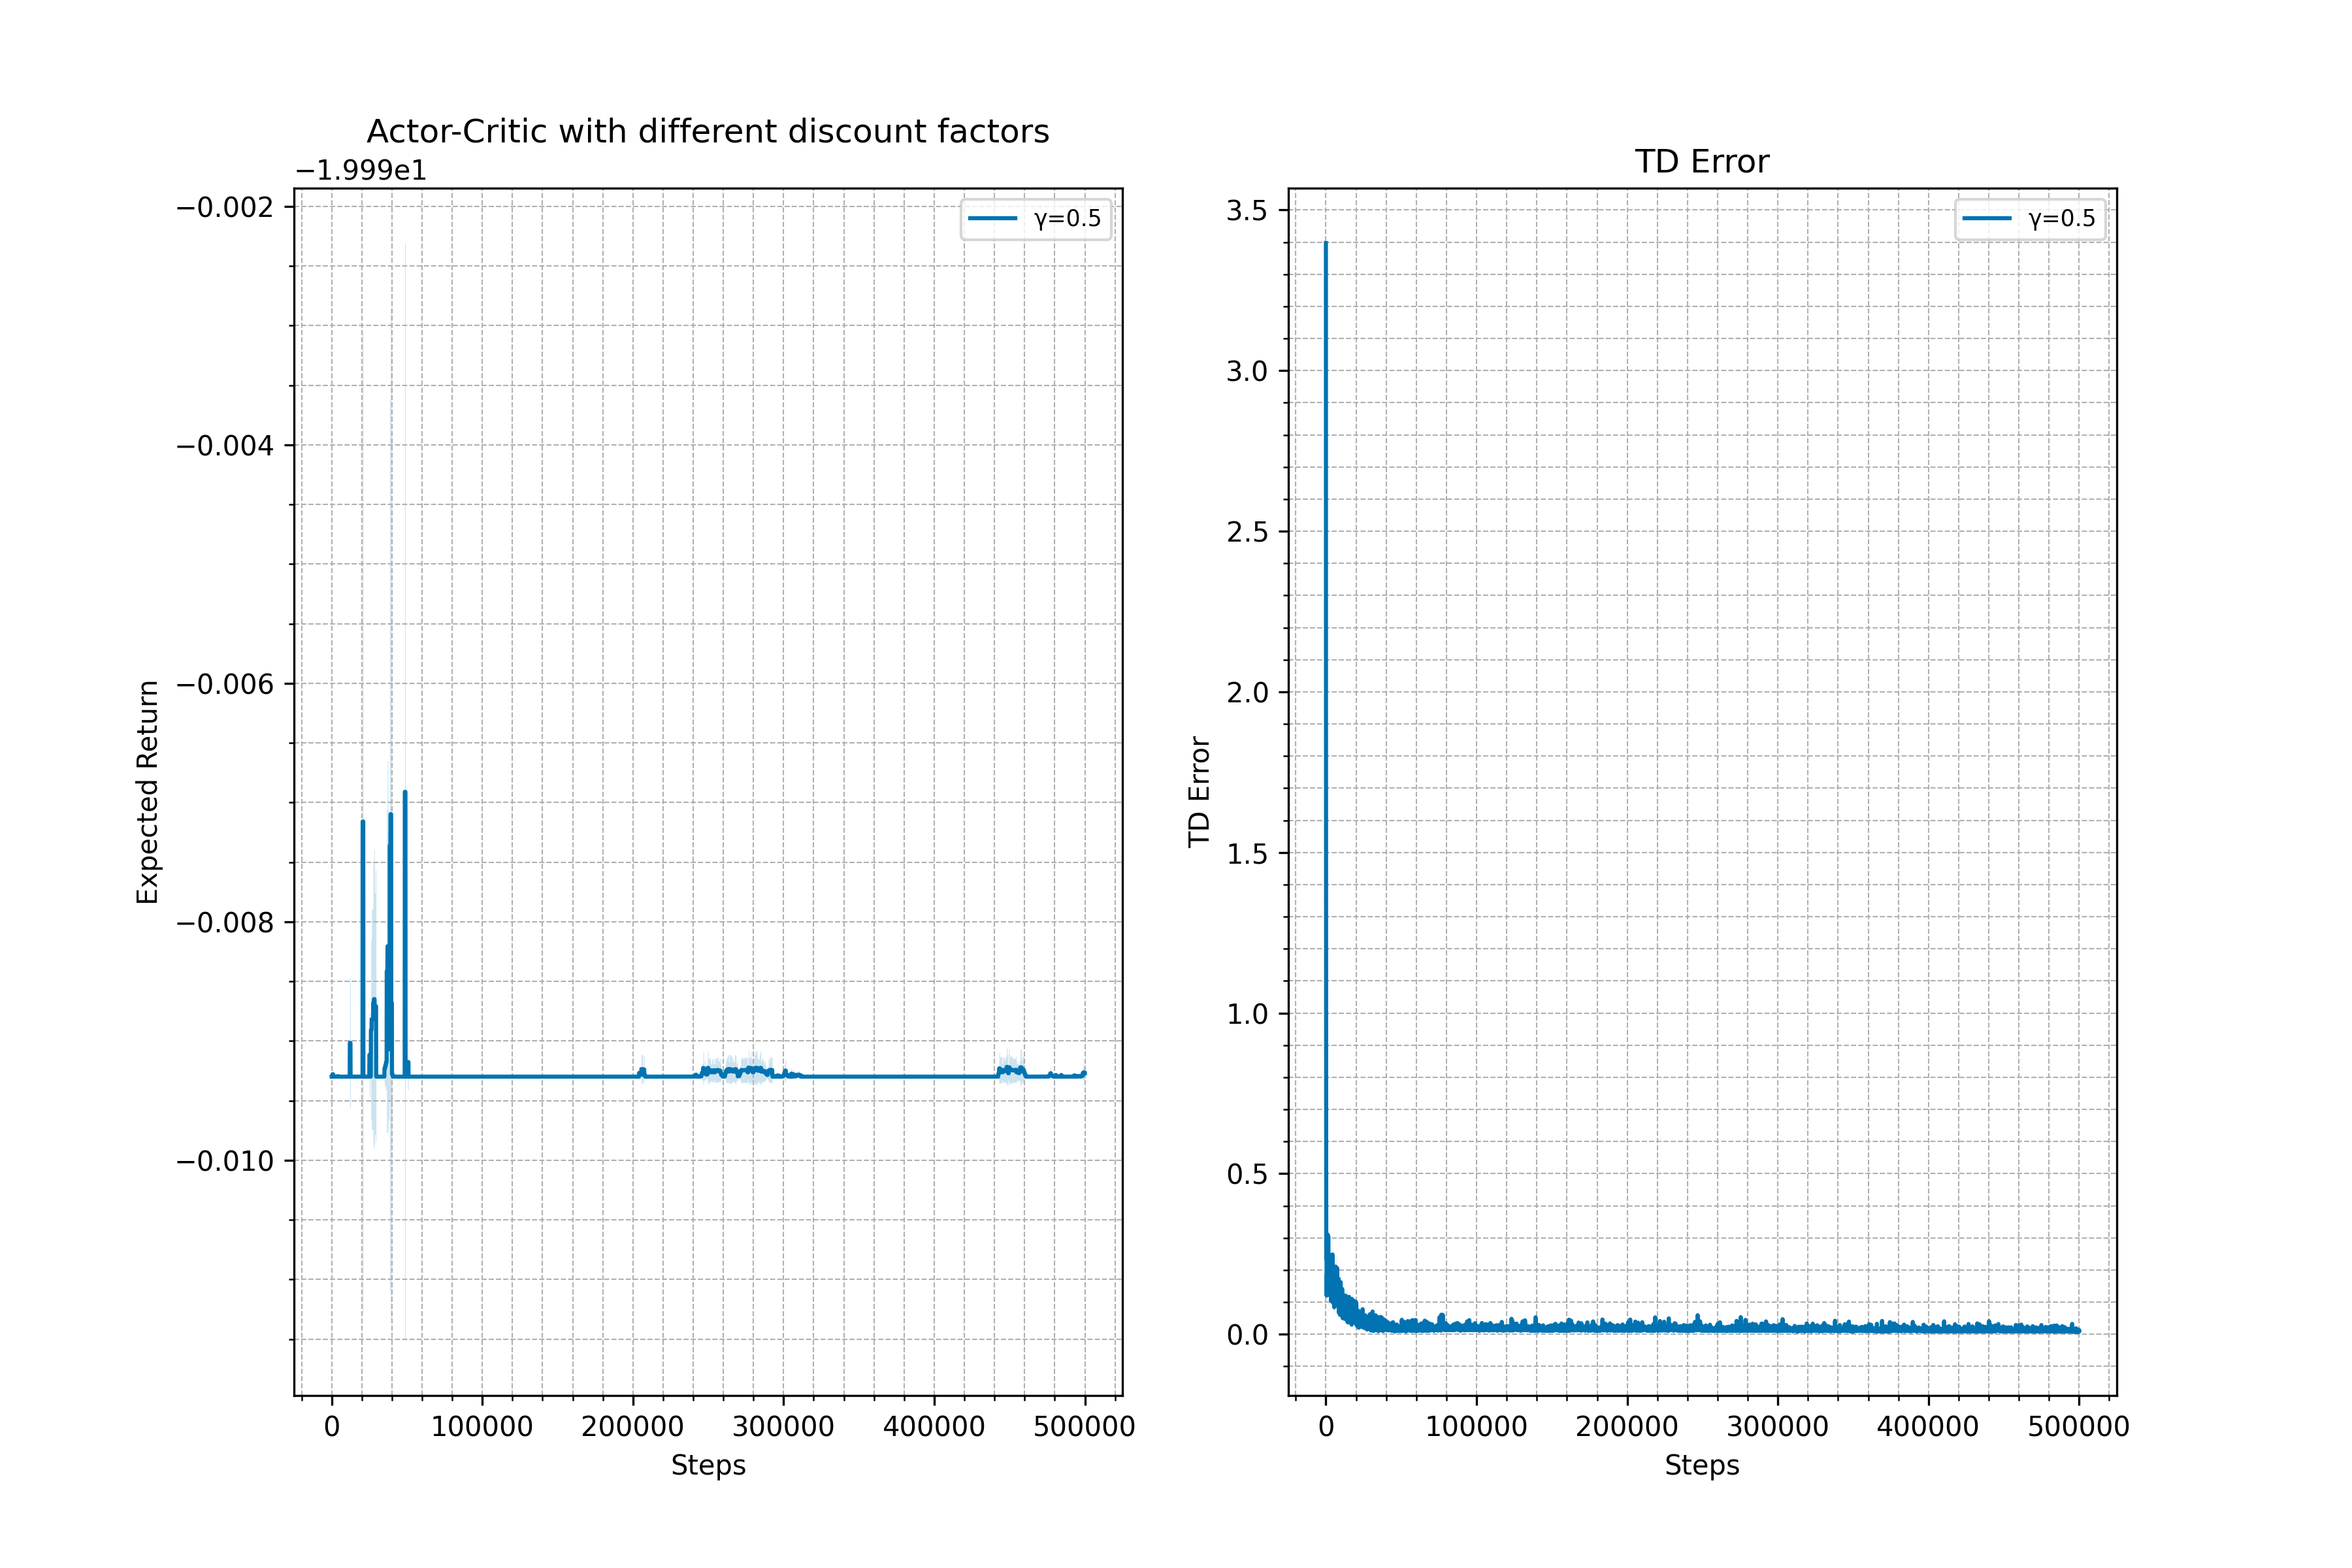 Actor-Critic with different discount factors
−1.999e1
−0.002
−0.004
−0.006
−0.008
−0.010
Expected Return
γ=0.5
0 100000 200000 300000 400000 500000
Steps
TD Error
3.5
3.0
2.5
2.0
1.5
1.0
0.5
0.0
TD Error
γ=0.5
0 100000 200000 300000 400000 500000
Steps